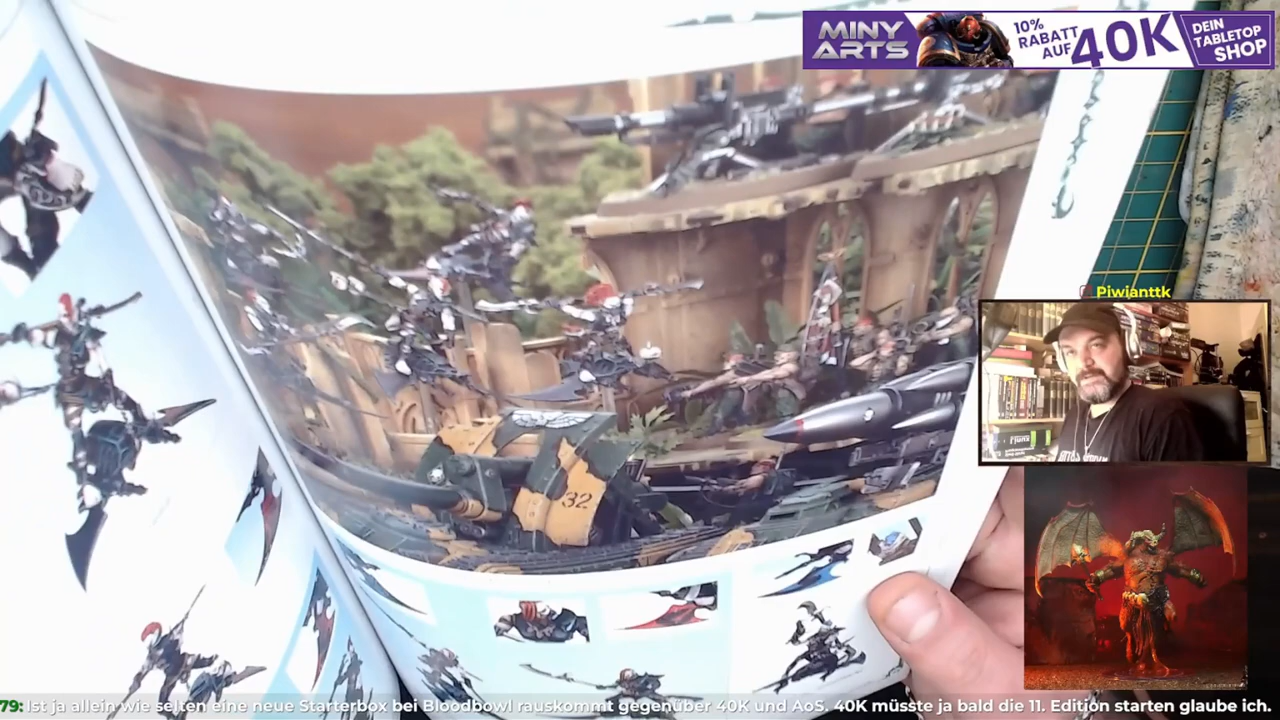 MINY
ARTS
10%
RABATT
AUF
40K
DEIN
TABLETOP
SHOP
Piwianttk
32
79: Ist ja allein wie selten eine neue Starterbox bei Bloodbowl rauskommt gegenüber 40K und AoS. 40K müsste ja bald die 11. Edition starten glaube ich.